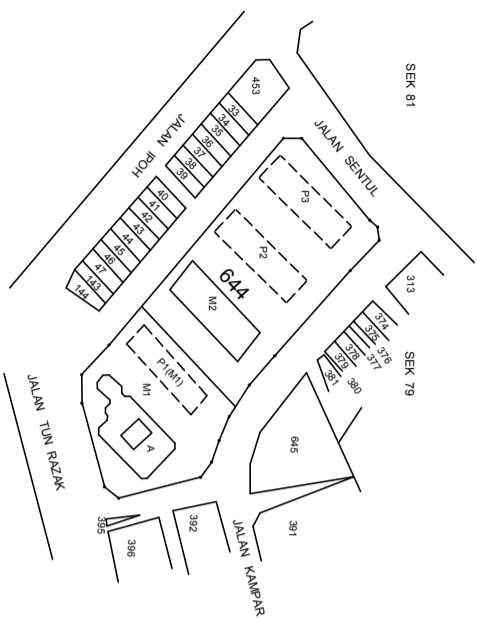 SEK 81
453
33
34
35
36
37
38
39
JALAN IPOH
40
41
42
43
44
45
46
47
143
144
JALAN SENTUL
P3
P2
644
M2
P1(M1)
M1
A
313
374
375
376
377
378
379
380
381
SEK 79
645
391
392
395
396
JALAN KAMPAR
JALAN TUN RAZAK